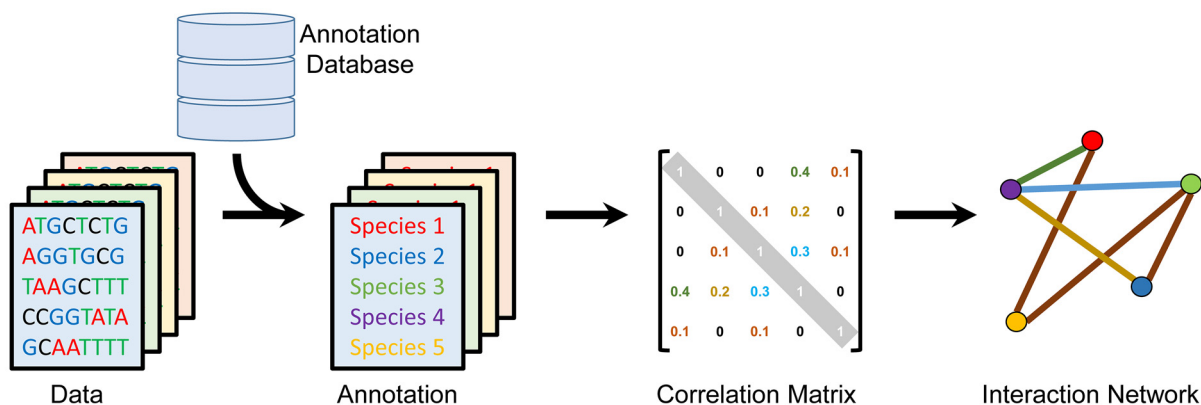 Annotation
Database
ATGCTCTG
AGGTGCG
TAAGCTTT
CCGGTATA
GCAATTTT
Species 1
Species 2
Species 3
Species 4
Species 5
1 0 0 0.4 0.1
0 1 0.1 0.2 0
0 0.1 1 0.3 0.1
0.4 0.2 0.3 1 0
0.1 0 0.1 0 1
Data
Annotation
Correlation Matrix
Interaction Network